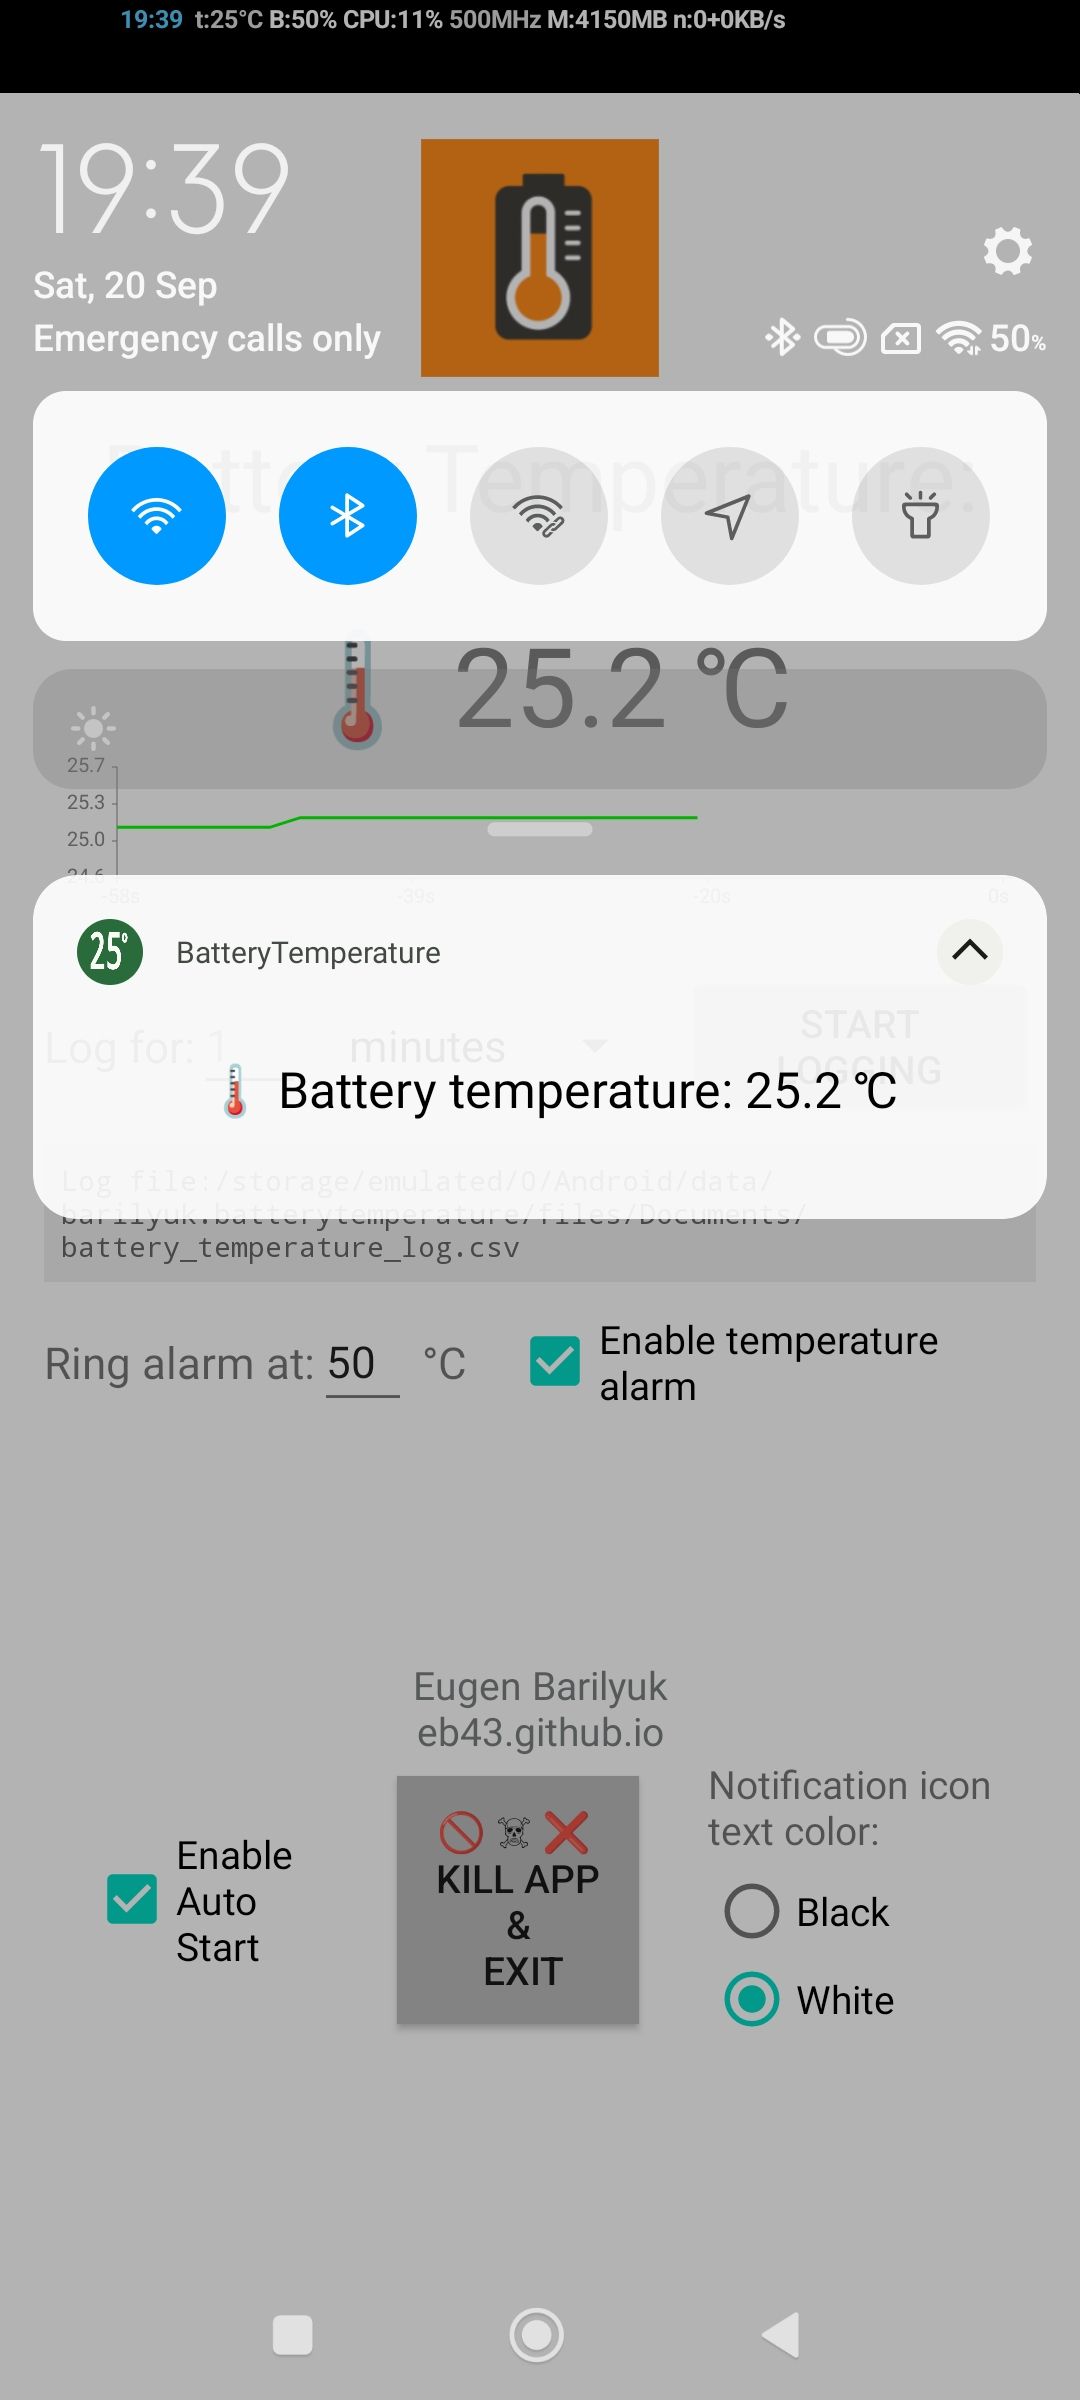 19:39 t:25°C B:50% CPU:11% 500MHz M:4150MB n:0+0KB/s
19:39
Sat, 20 Sep
Emergency calls only
50%
Battery Temperature:
25.2 °C
25.7
25.3
25.0
24.6
-58s -39s -20s 0s
25° BatteryTemperature
Log for: 1 minutes
START
LOGGING
Battery temperature: 25.2 °C
Log file:/storage/emulated/0/Android/data/
barilyuk.batterytemperature/files/Documents/
battery_temperature_log.csv
Ring alarm at: 50 °C
Enable temperature
alarm
Eugen Barilyuk
eb43.github.io
Enable
Auto
Start
KILL APP
&
EXIT
Notification icon
text color:
Black
White